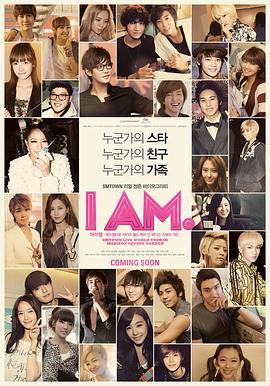 누군가의 스타
누군가의 친구
누군가의 가족
SMTOWN 리얼 청춘 바이오그라피
I AM.
SMTOWN LIVE WORLD TOUR IN
MADISON SQUARE GARDEN
COMING SOON